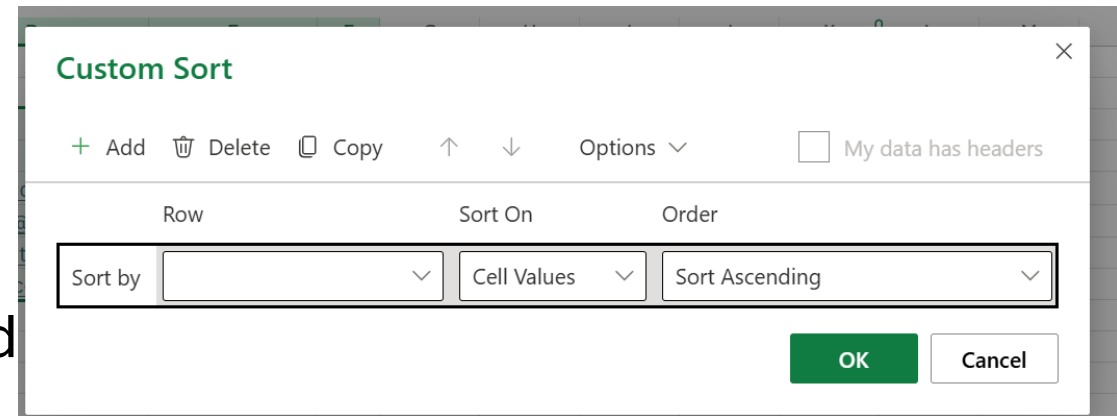 Custom Sort
Add Delete Copy Options My data has headers
Row Sort On Order
Sort by Cell Values Sort Ascending
d
OK Cancel